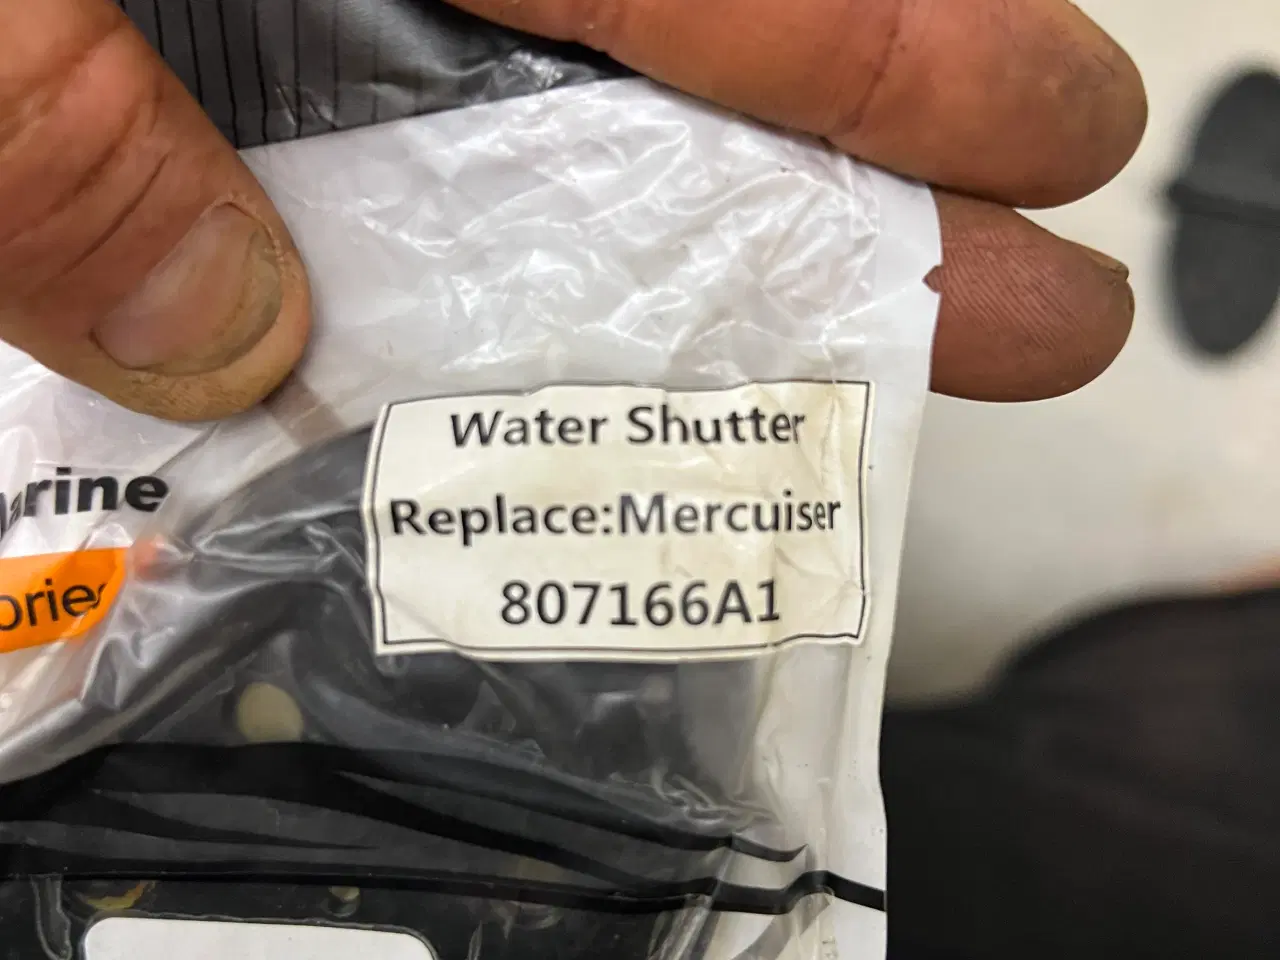 Water Shutter
Replace:Mercuiser
807166A1